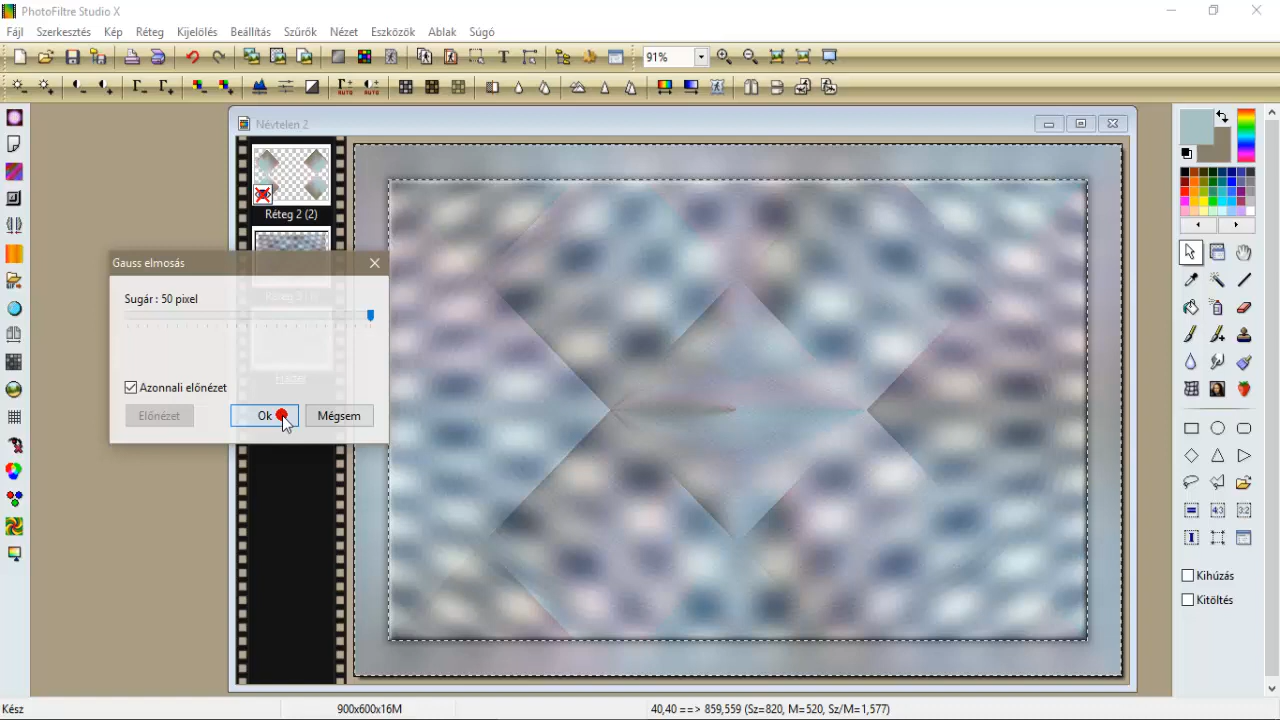 PhotoFiltre Studio X
Fájl Szerkesztés Kép Réteg Kijelölés Beállítás Szűrők Nézet Eszközök Ablak Súgó
91%
Névtelen 2
Réteg 2 (2)
Gauss elmosás
Sugár : 50 pixel
Azonnali előnézet
Előnézet Ok Mégsem
Kihúzás
Kitöltés
Kész 900x600x16M 40,40 ==> 859,559 (Sz=820, M=520, Sz/M=1,577)